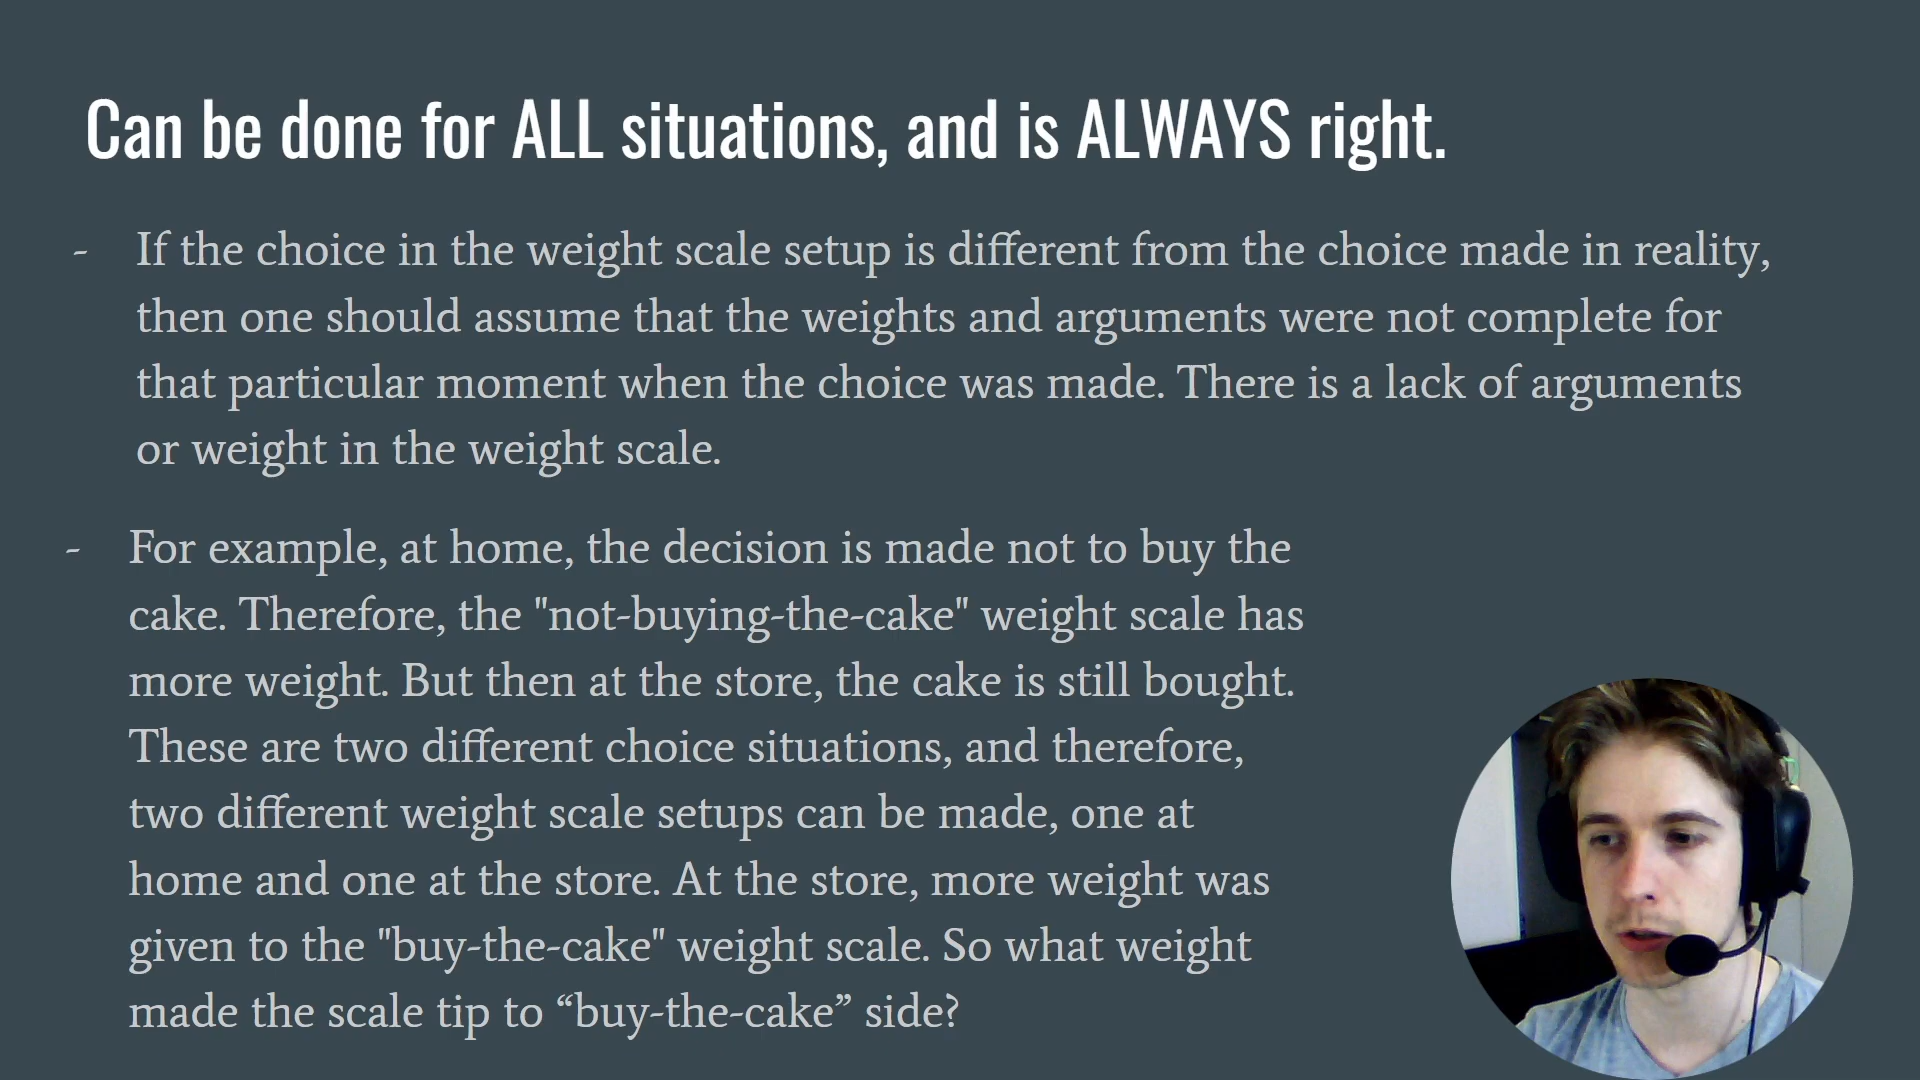 Can be done for ALL situations, and is ALWAYS right.
- If the choice in the weight scale setup is different from the choice made in reality,
then one should assume that the weights and arguments were not complete for
that particular moment when the choice was made. There is a lack of arguments
or weight in the weight scale.
- For example, at home, the decision is made not to buy the
cake. Therefore, the "not-buying-the-cake" weight scale has
more weight. But then at the store, the cake is still bought.
These are two different choice situations, and therefore,
two different weight scale setups can be made, one at
home and one at the store. At the store, more weight was
given to the "buy-the-cake" weight scale. So what weight
made the scale tip to “buy-the-cake” side?